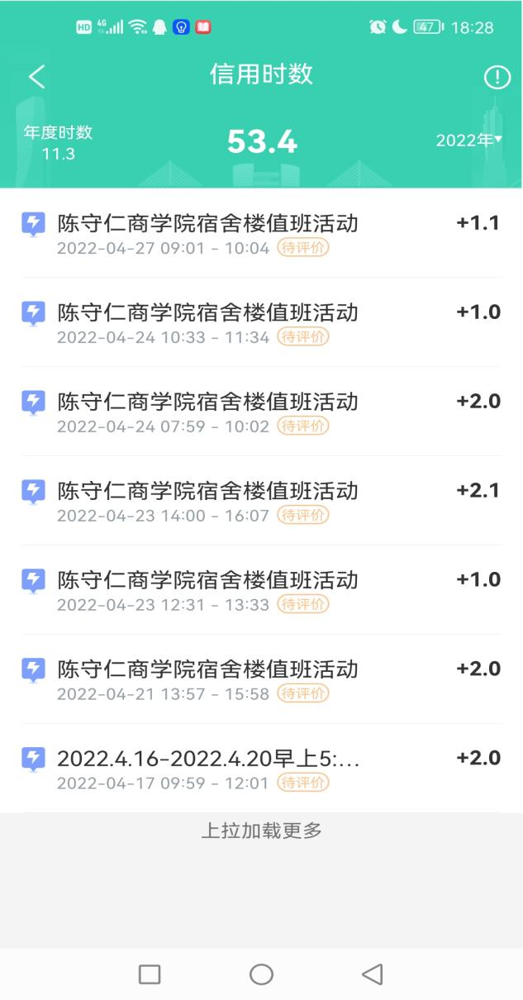 HD 4G 47 18:28
信用时数
年度时数
11.3
53.4
2022年
陈守仁商学院宿舍楼值班活动 +1.1
2022-04-27 09:01 - 10:04 待评价
陈守仁商学院宿舍楼值班活动 +1.0
2022-04-24 10:33 - 11:34 待评价
陈守仁商学院宿舍楼值班活动 +2.0
2022-04-24 07:59 - 10:02 待评价
陈守仁商学院宿舍楼值班活动 +2.1
2022-04-23 14:00 - 16:07 待评价
陈守仁商学院宿舍楼值班活动 +1.0
2022-04-23 12:31 - 13:33 待评价
陈守仁商学院宿舍楼值班活动 +2.0
2022-04-21 13:57 - 15:58 待评价
2022.4.16-2022.4.20早上5:... +2.0
2022-04-17 09:59 - 12:01 待评价
上拉加载更多